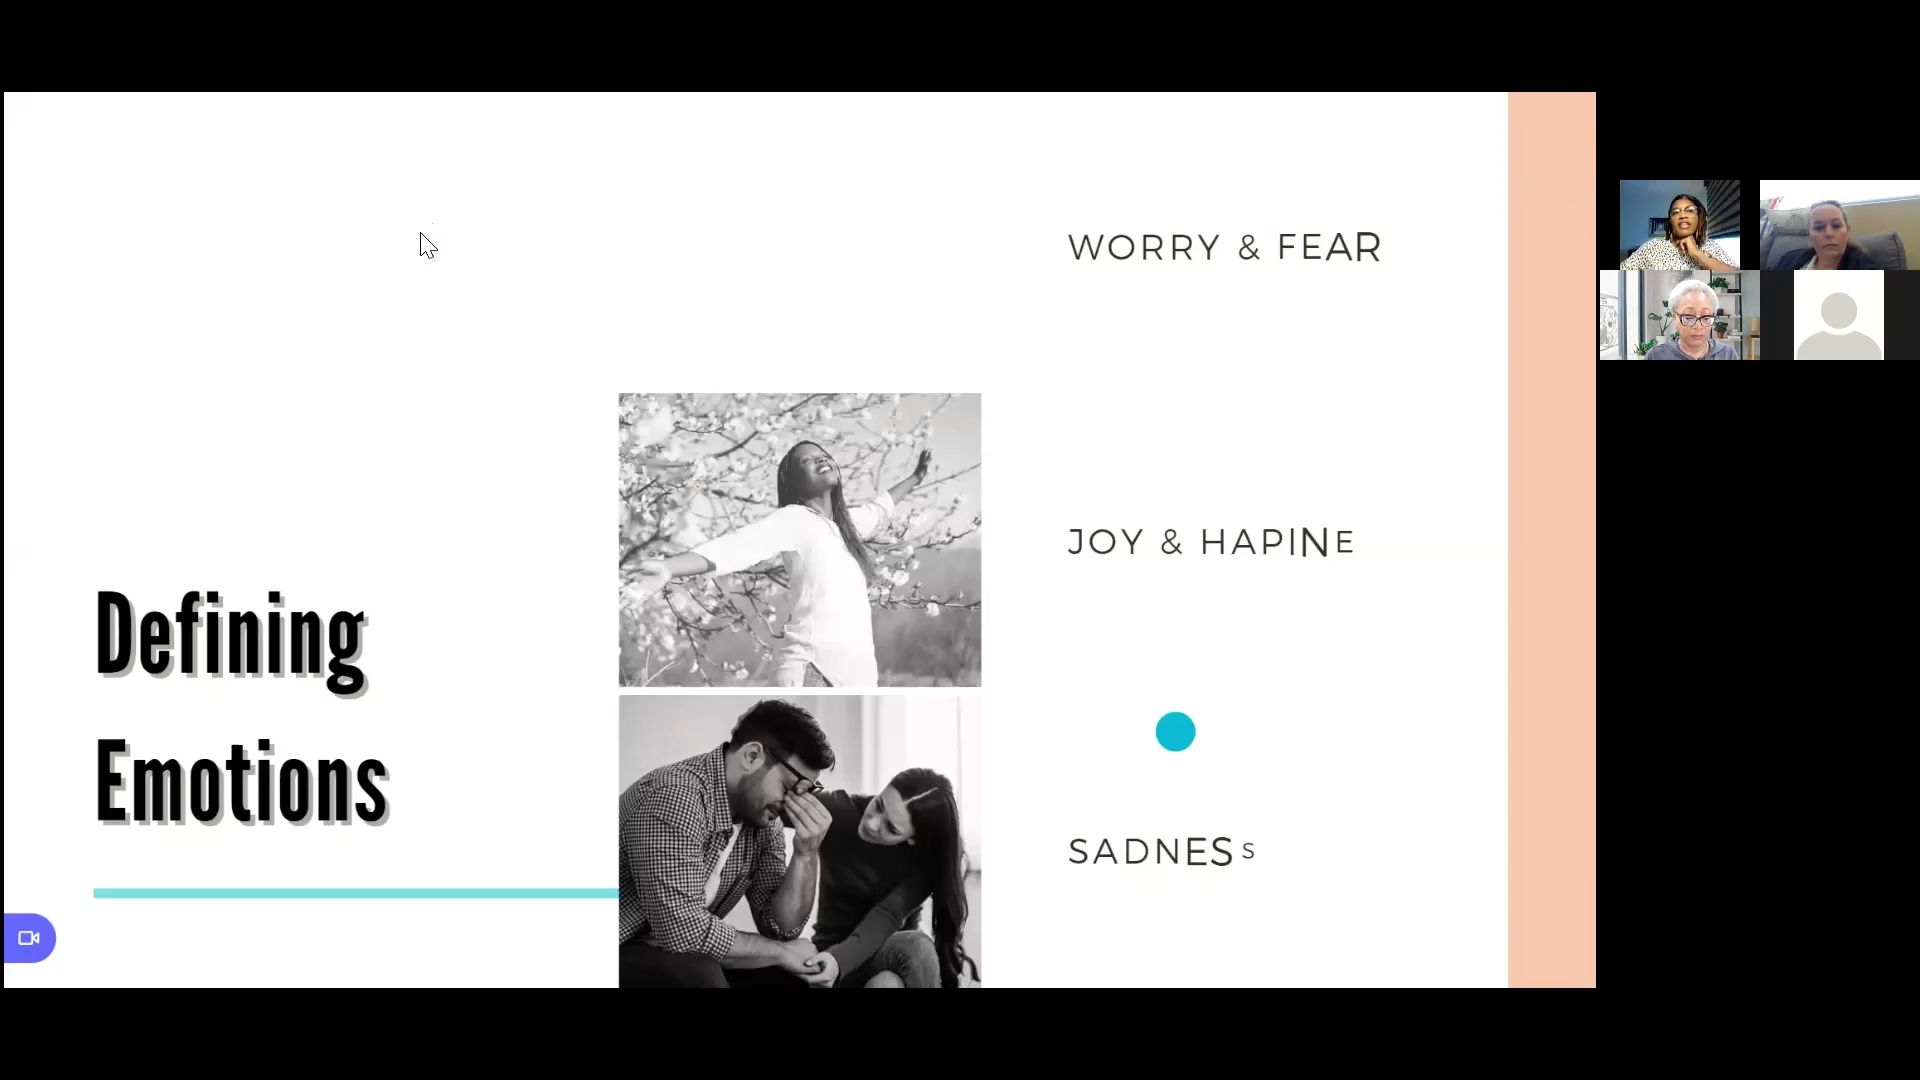 Defining
Emotions
WORRY & FEAR
JOY & HAPINE
SADNESS